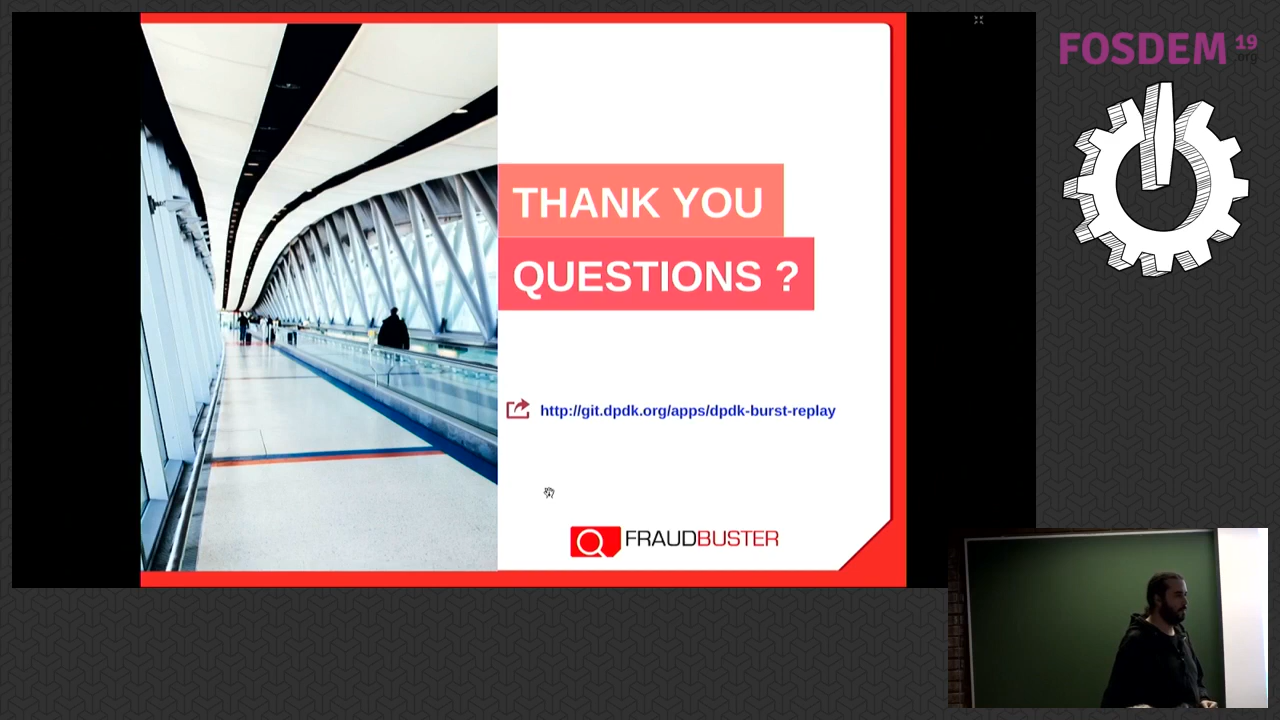 FOSDEM 19
.org
THANK YOU
QUESTIONS ?
http://git.dpdk.org/apps/dpdk-burst-replay
FRAUDBUSTER